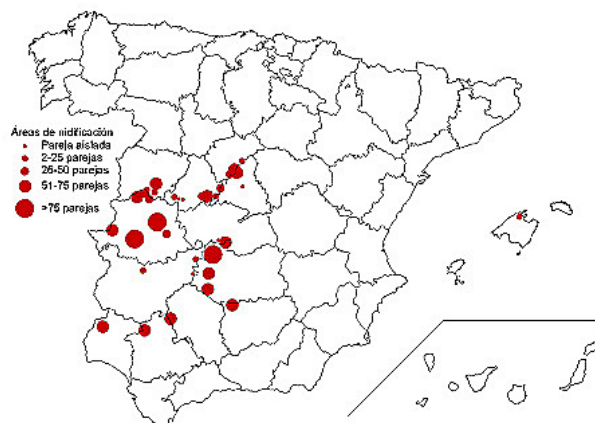 Áreas de nidificación
Pareja aislada
2-25 parejas
26-50 parejas
51-75 parejas
>75 parejas